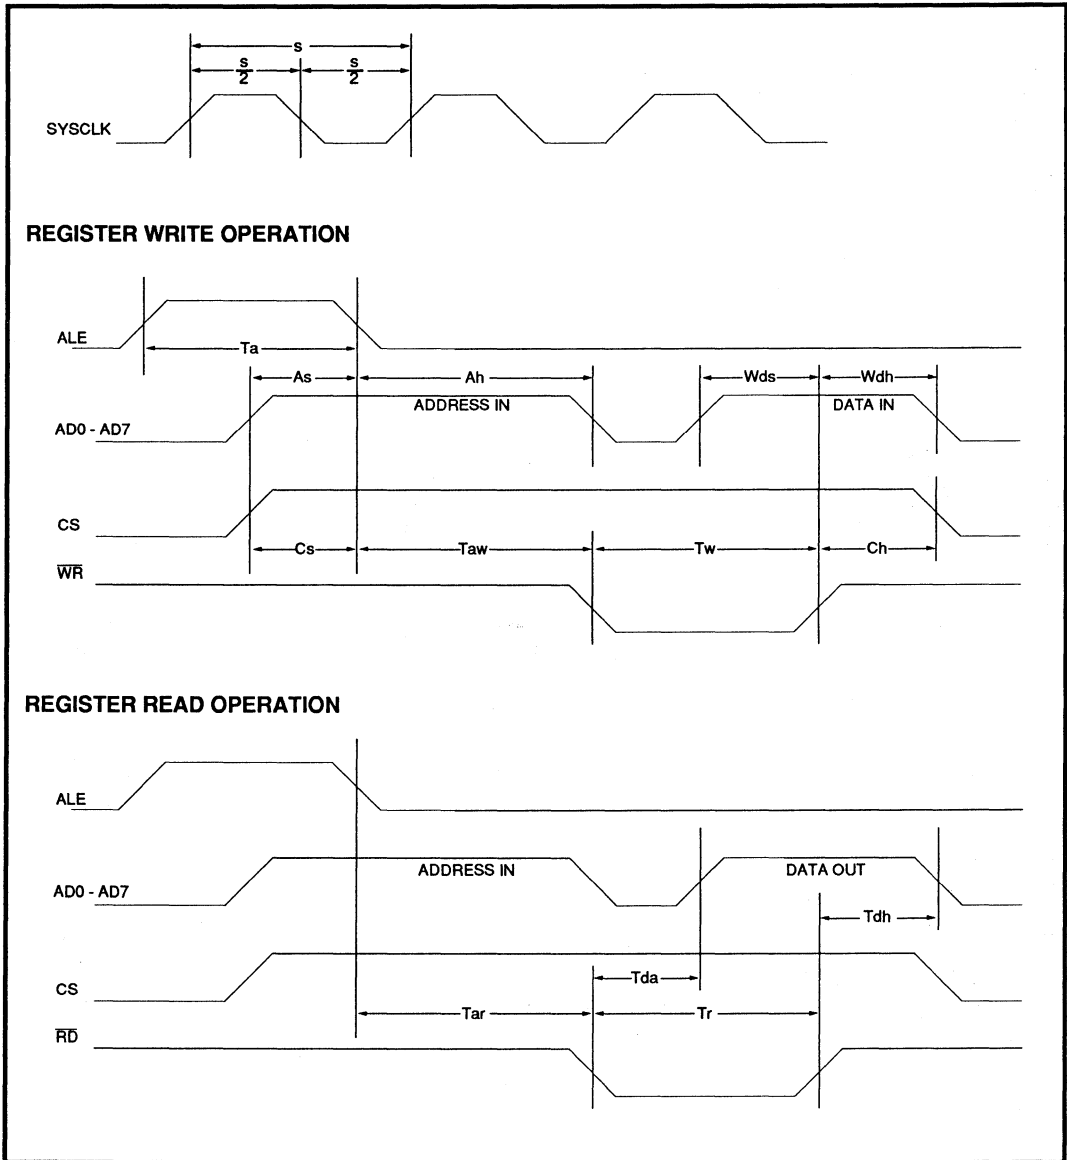 s
s/2 s/2
SYSCLK
REGISTER WRITE OPERATION
ALE
Ta
As Ah Wds Wdh
ADDRESS IN DATA IN
AD0 - AD7
CS
Cs Taw Tw Ch
WR
REGISTER READ OPERATION
ALE
ADDRESS IN DATA OUT
AD0 - AD7
Tdh
Tda
CS
Tar Tr
RD